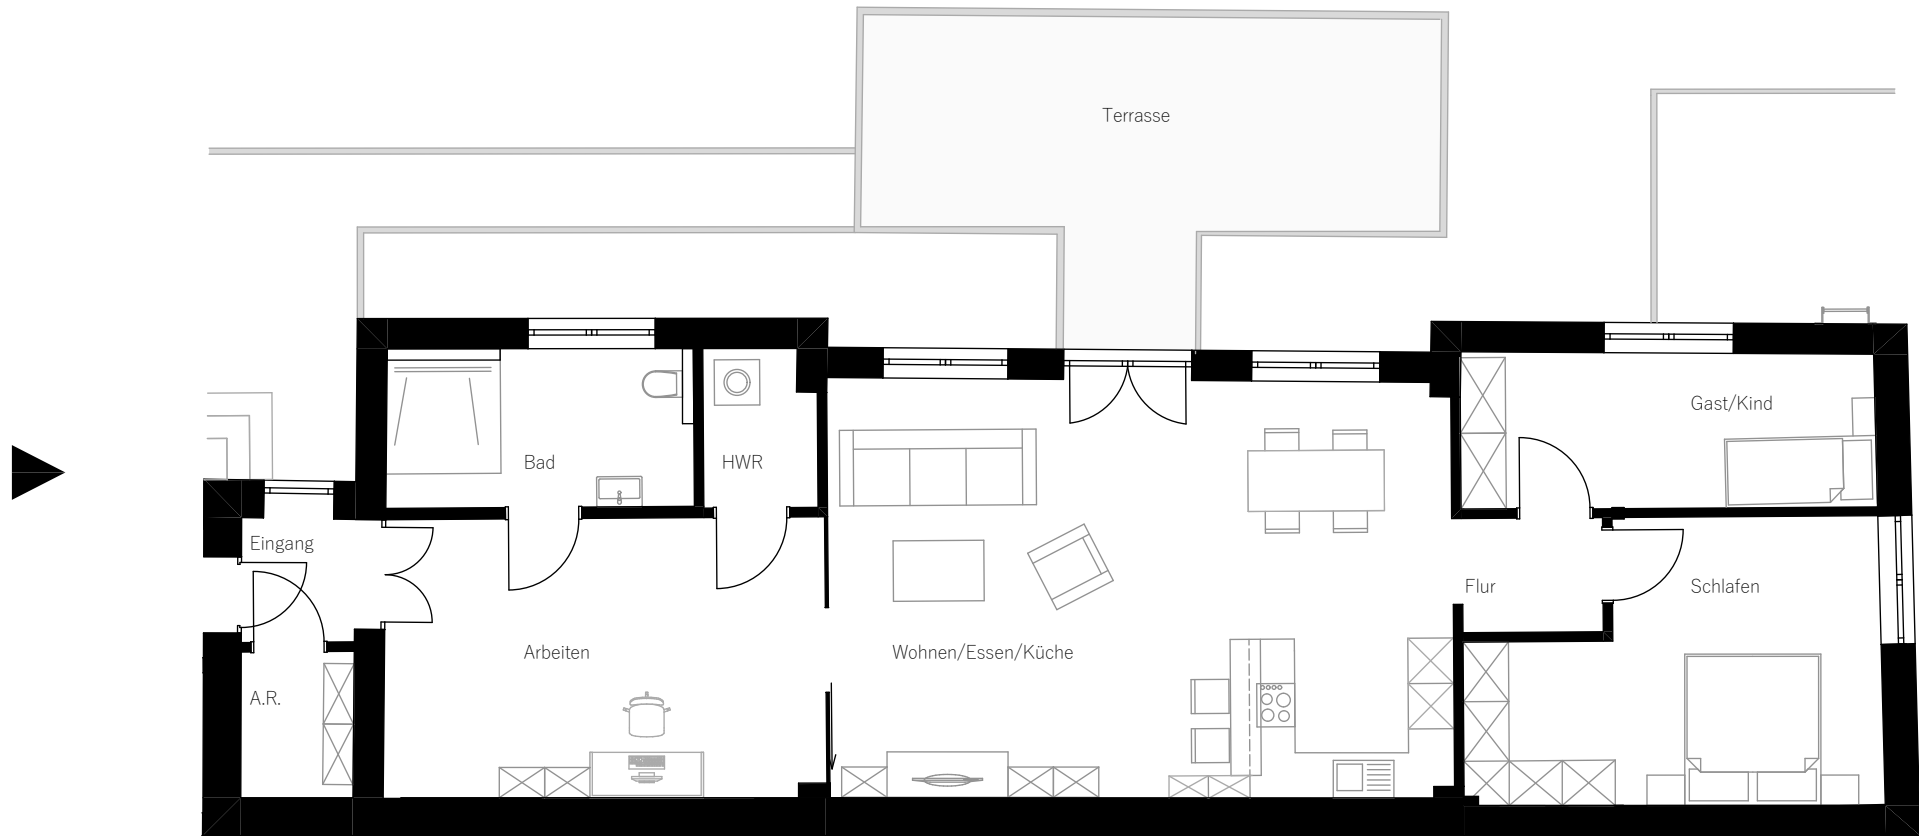 Terrasse
Gast/Kind
Bad
HWR
Eingang
Flur
Schlafen
Arbeiten
Wohnen/Essen/Küche
A.R.